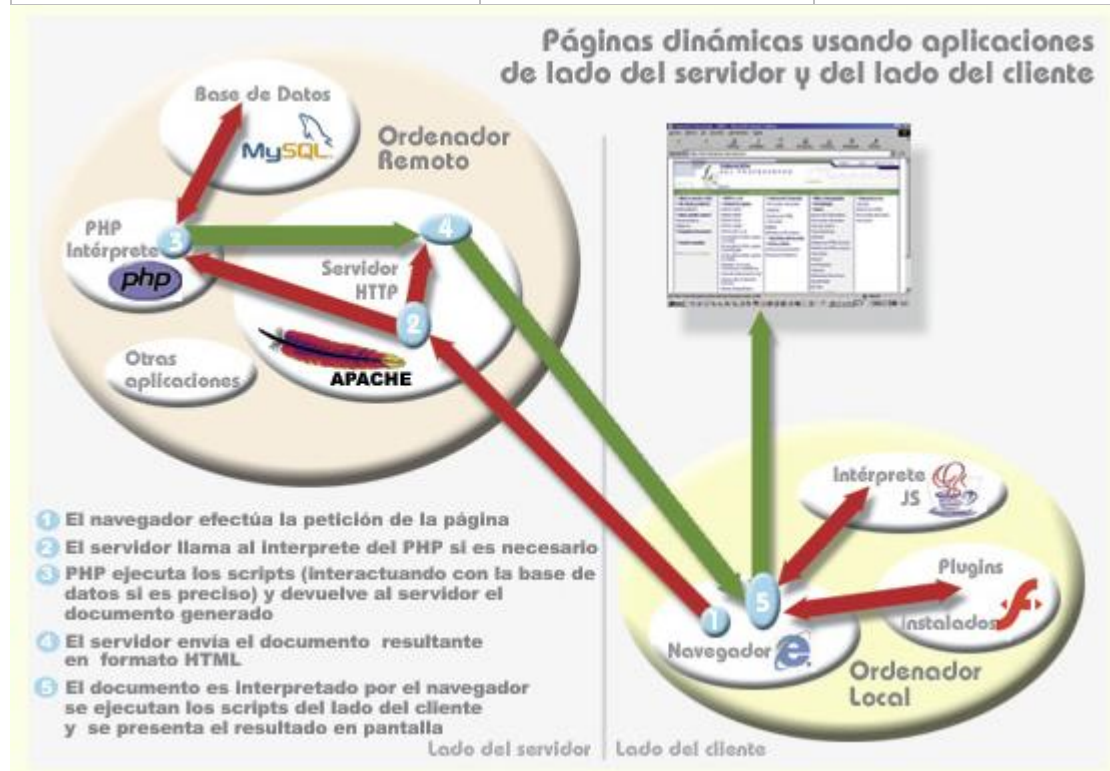 Páginas dinámicas usando aplicaciones
de lado del servidor y del lado del cliente
Base de Datos
MySQL
Ordenador
Remoto
PHP
Intérprete
3
php
4
Servidor
HTTP
2
APACHE
Otras
aplicaciones
Intérprete
JS
Plugins
Instalados
1
5
Navegador
Ordenador
Local
1 El navegador efectúa la petición de la página
2 El servidor llama al interprete del PHP si es necesario
3 PHP ejecuta los scripts (interactuando con la base de
datos si es preciso) y devuelve al servidor el
documento generado
4 El servidor envía el documento resultante
en formato HTML
5 El documento es interpretado por el navegador
se ejecutan los scripts del lado del cliente
y se presenta el resultado en pantalla
Lado del servidor
Lado del cliente